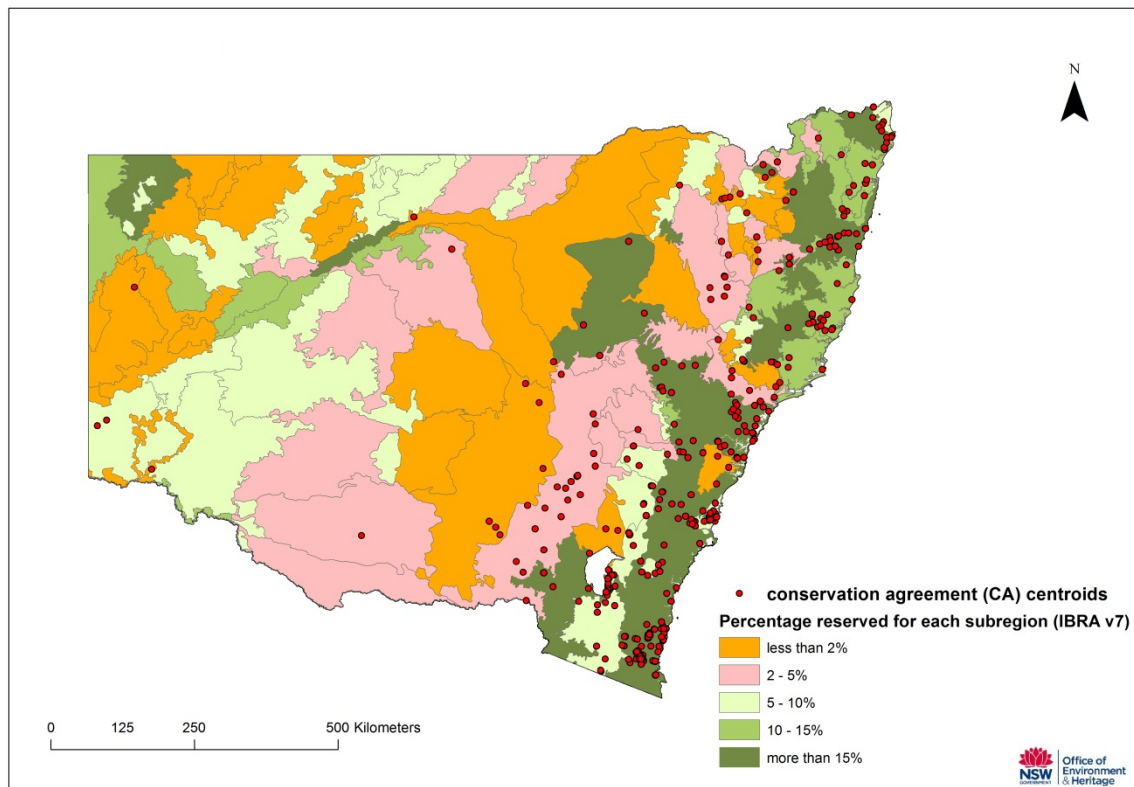 N
conservation agreement (CA) centroids
Percentage reserved for each subregion (IBRA v7)
less than 2%
2 - 5%
5 - 10%
10 - 15%
more than 15%
0 125 250 500 Kilometers
NSW
GOVERNMENT
Office of
Environment
& Heritage